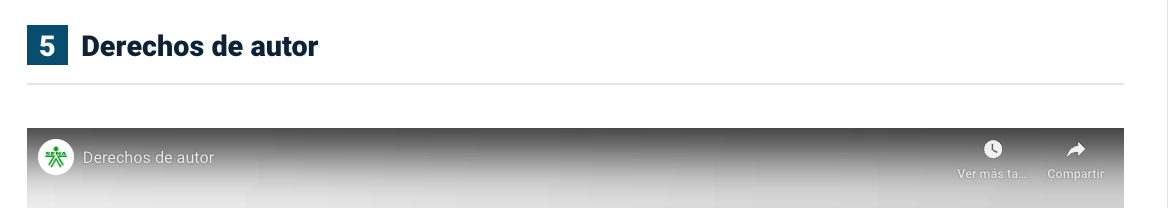 5 Derechos de autor
SENA
Derechos de autor
Ver más ta...
Compartir